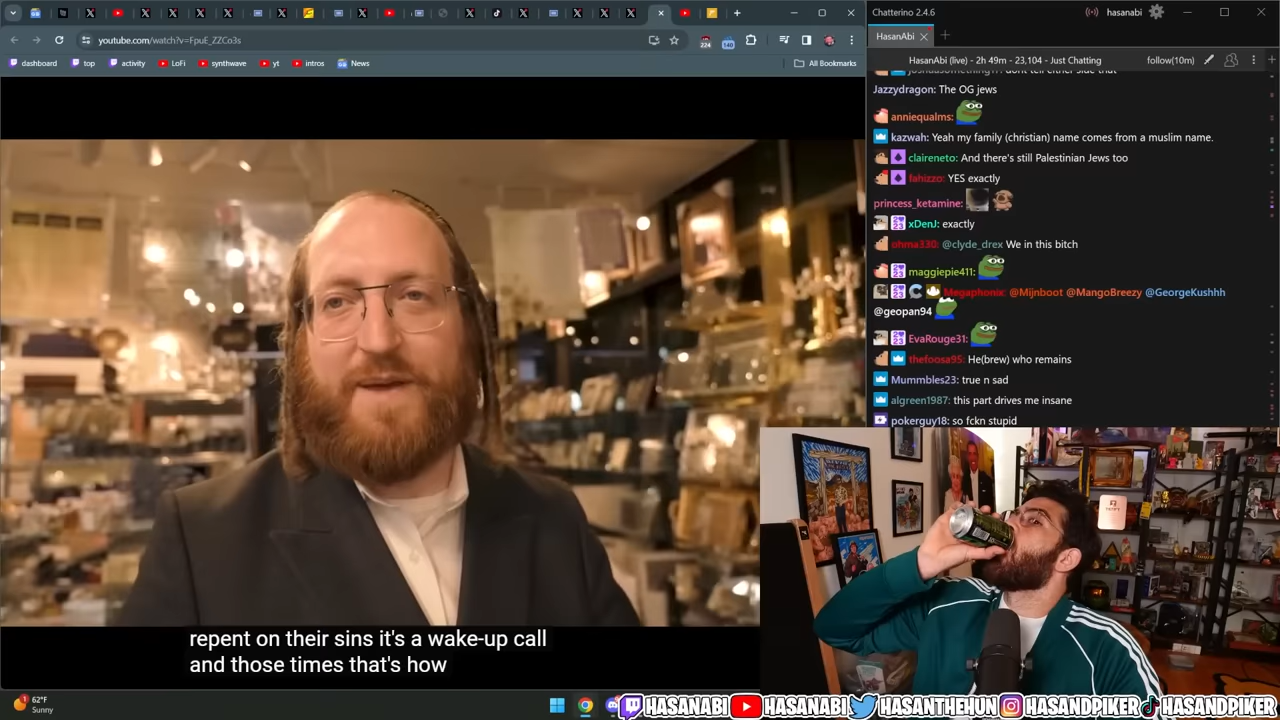 Chatterino 2.4.6
hasanabi
youtube.com/watch?v=FpuE_ZZCo3s
224
140
HasanAbi
dashboard
top
activity
LoFi
synthwave
yt
intros
News
All Bookmarks
HasanAbi (live) - 2h 49m - 23,104 - Just Chatting
follow(10m)
Jazzydragon: The OG jews
anniequalms:
kazwah: Yeah my family (christian) name comes from a muslim name.
claireneto: And there's still Palestinian Jews too
fahizzo: YES exactly
princess_ketamine:
xDenJ: exactly
ohma330: @clyde_drex We in this bitch
maggiepie411:
Megaphonix: @Mijnboot @MangoBreezy @GeorgeKushhh
@geopan94
EvaRouge31:
thefoosa95: He(brew) who remains
Mummbles23: true n sad
algreen1987: this part drives me insane
pokerguy18: so fckn stupid
repent on their sins it's a wake-up call
and those times that's how
62°F
Sunny
HASANABI
HASANABI
HASANTHEHUN
HASANDPIKER
HASANDPIKER